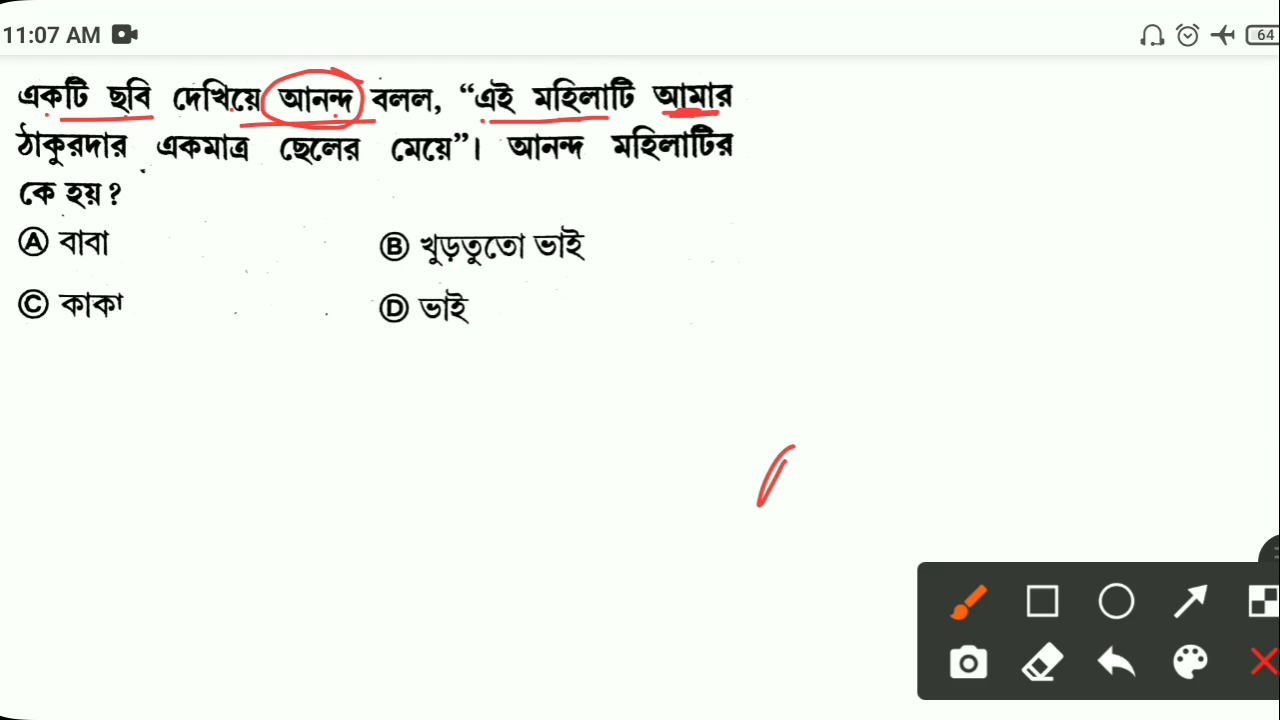 11:07 AM
64
একটি ছবি দেখিয়ে আনন্দ বলল, “এই মহিলাটি আমার
ঠাকুরদার একমাত্র ছেলের মেয়ে”। আনন্দ মহিলাটির
কে হয়?
Ⓐ বাবা
Ⓑ খুড়তুতো ভাই
Ⓒ কাকা
Ⓓ ভাই